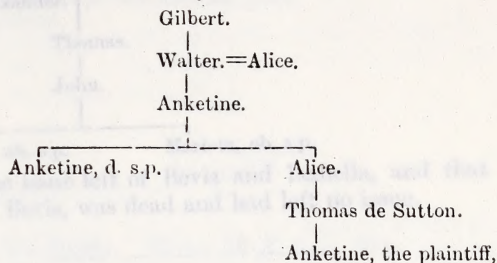 Gilbert.
Walter.=Alice.
Anketine.
Anketine, d. s.p. Alice.
Thomas de Sutton.
Anketine, the plaintiff,